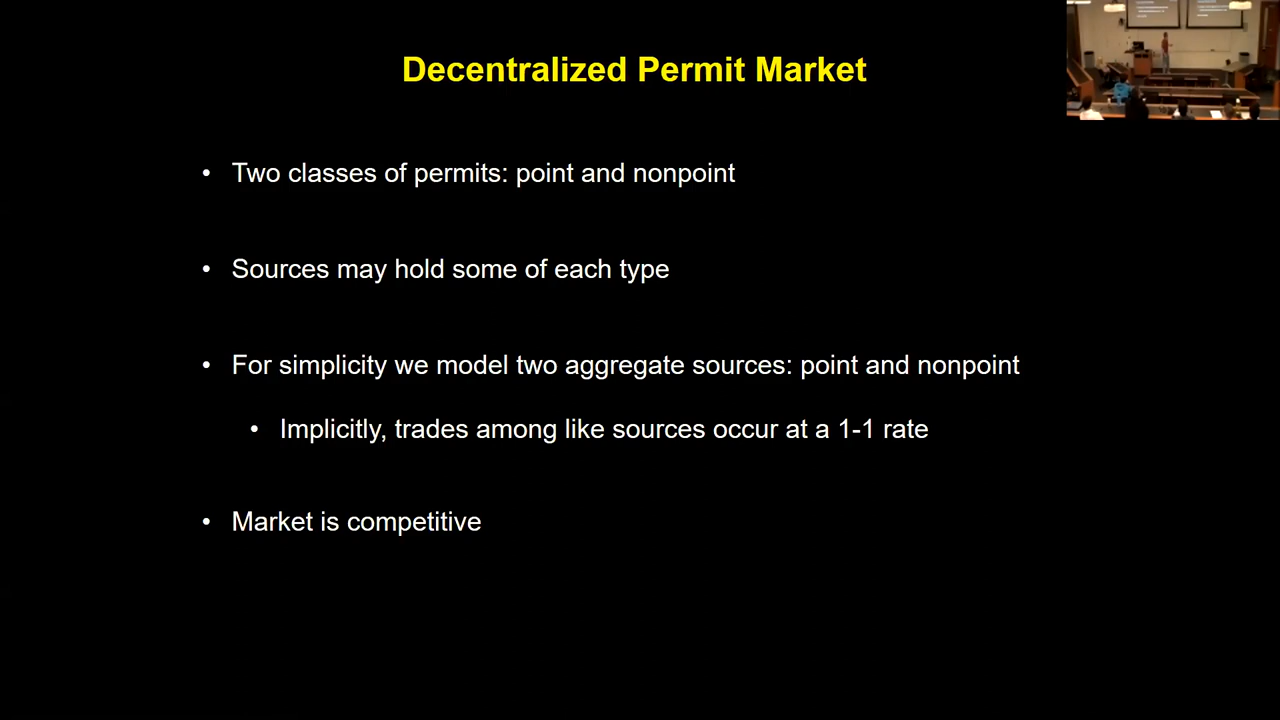 Decentralized Permit Market
• Two classes of permits: point and nonpoint
• Sources may hold some of each type
• For simplicity we model two aggregate sources: point and nonpoint
• Implicitly, trades among like sources occur at a 1-1 rate
• Market is competitive